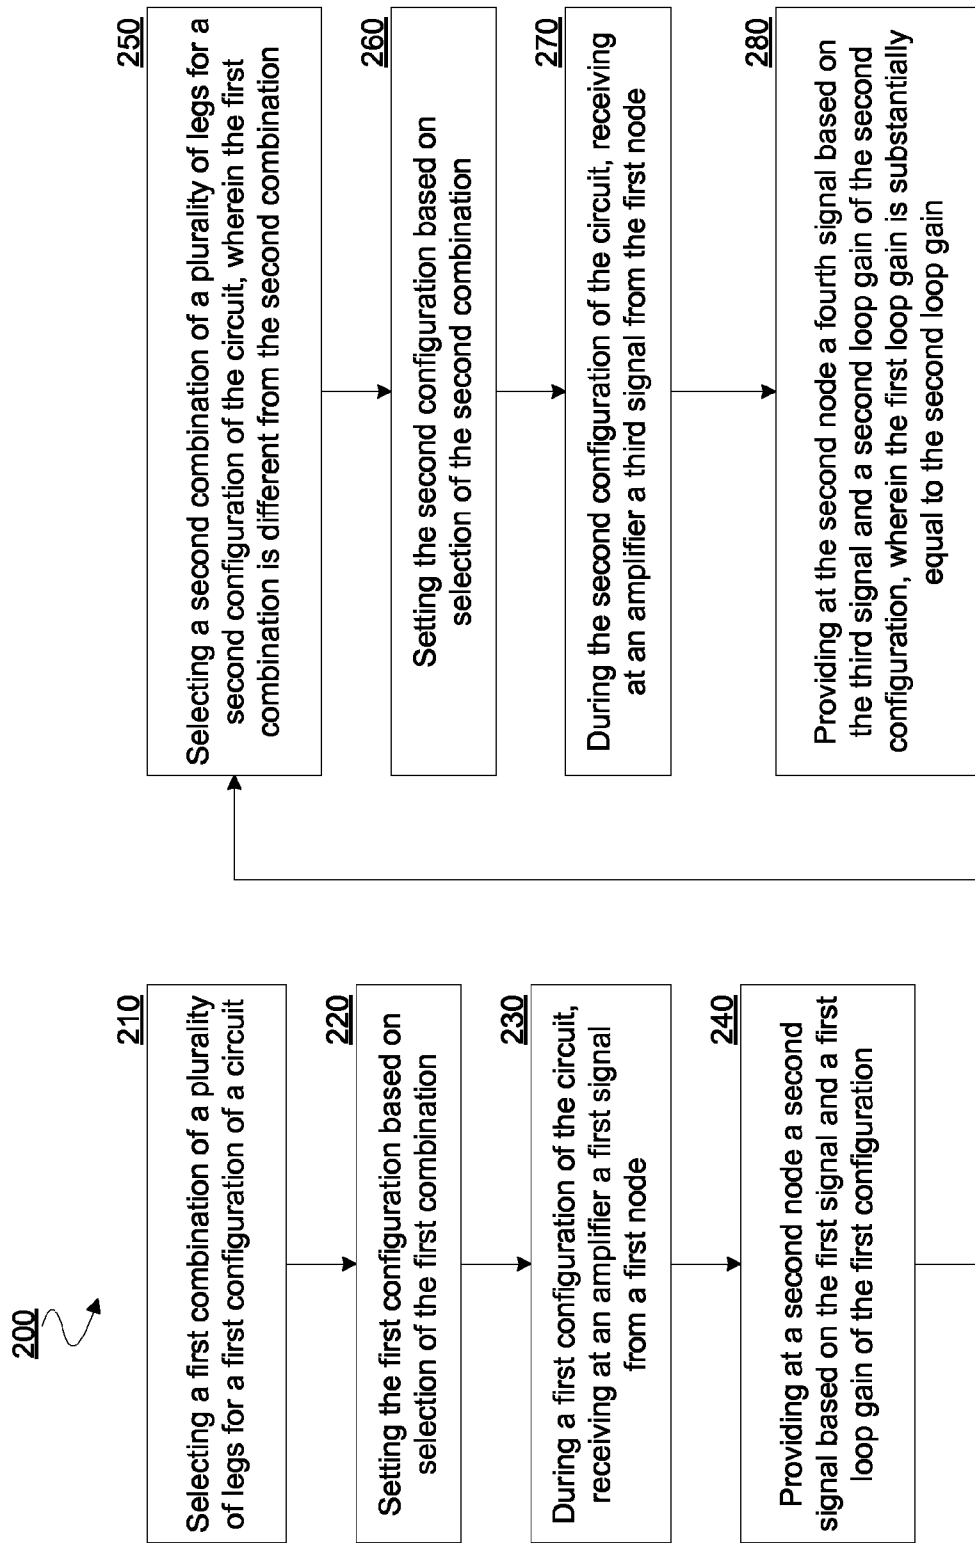 200
210
Selecting a first combination of a plurality
of legs for a first configuration of a circuit
220
Setting the first configuration based on
selection of the first combination
230
During a first configuration of the circuit,
receiving at an amplifier a first signal
from a first node
240
Providing at a second node a second
signal based on the first signal and a first
loop gain of the first configuration
250
Selecting a second combination of a plurality of legs for a
second configuration of the circuit, wherein the first
combination is different from the second combination
260
Setting the second configuration based on
selection of the second combination
270
During the second configuration of the circuit, receiving
at an amplifier a third signal from the first node
280
Providing at the second node a fourth signal based on
the third signal and a second loop gain of the second
configuration, wherein the first loop gain is substantially
equal to the second loop gain